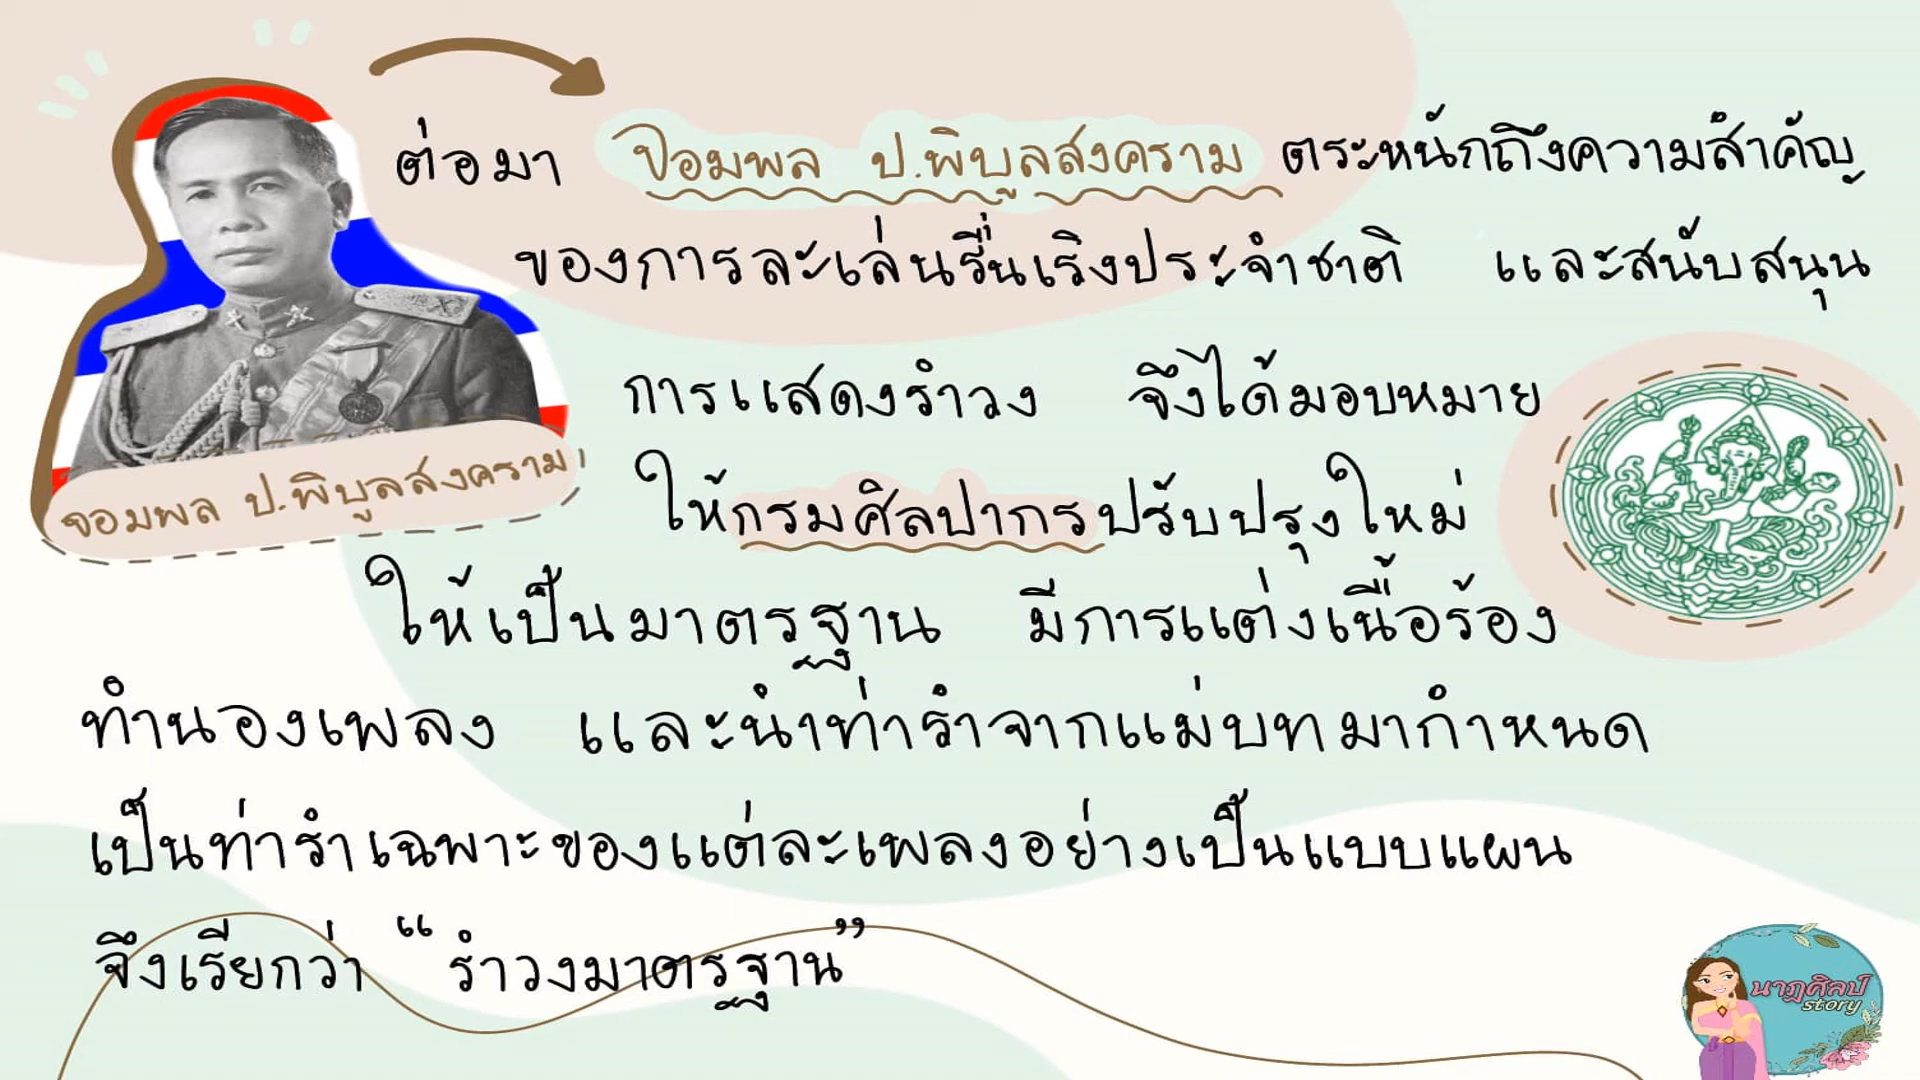 ต่อมา จอมพล ป.พิบูลสงคราม ตระหนักถึงความสำคัญ
ของการละเล่นรื่นเริงประจำชาติ และสนับสนุน
การแสดงรำวง จึงได้มอบหมาย
จอมพล ป.พิบูลสงคราม
ให้กรมศิลปากรปรับปรุงใหม่
ให้เป็นมาตรฐาน มีการแต่งเนื้อร้อง
ทำนองเพลง และนำท่ารำจากแม่บทมากำหนด
เป็นท่ารำเฉพาะของแต่ละเพลงอย่างเป็นแบบแผน
จึงเรียกว่า “รำวงมาตรฐาน”
นาฏศิลป์
story